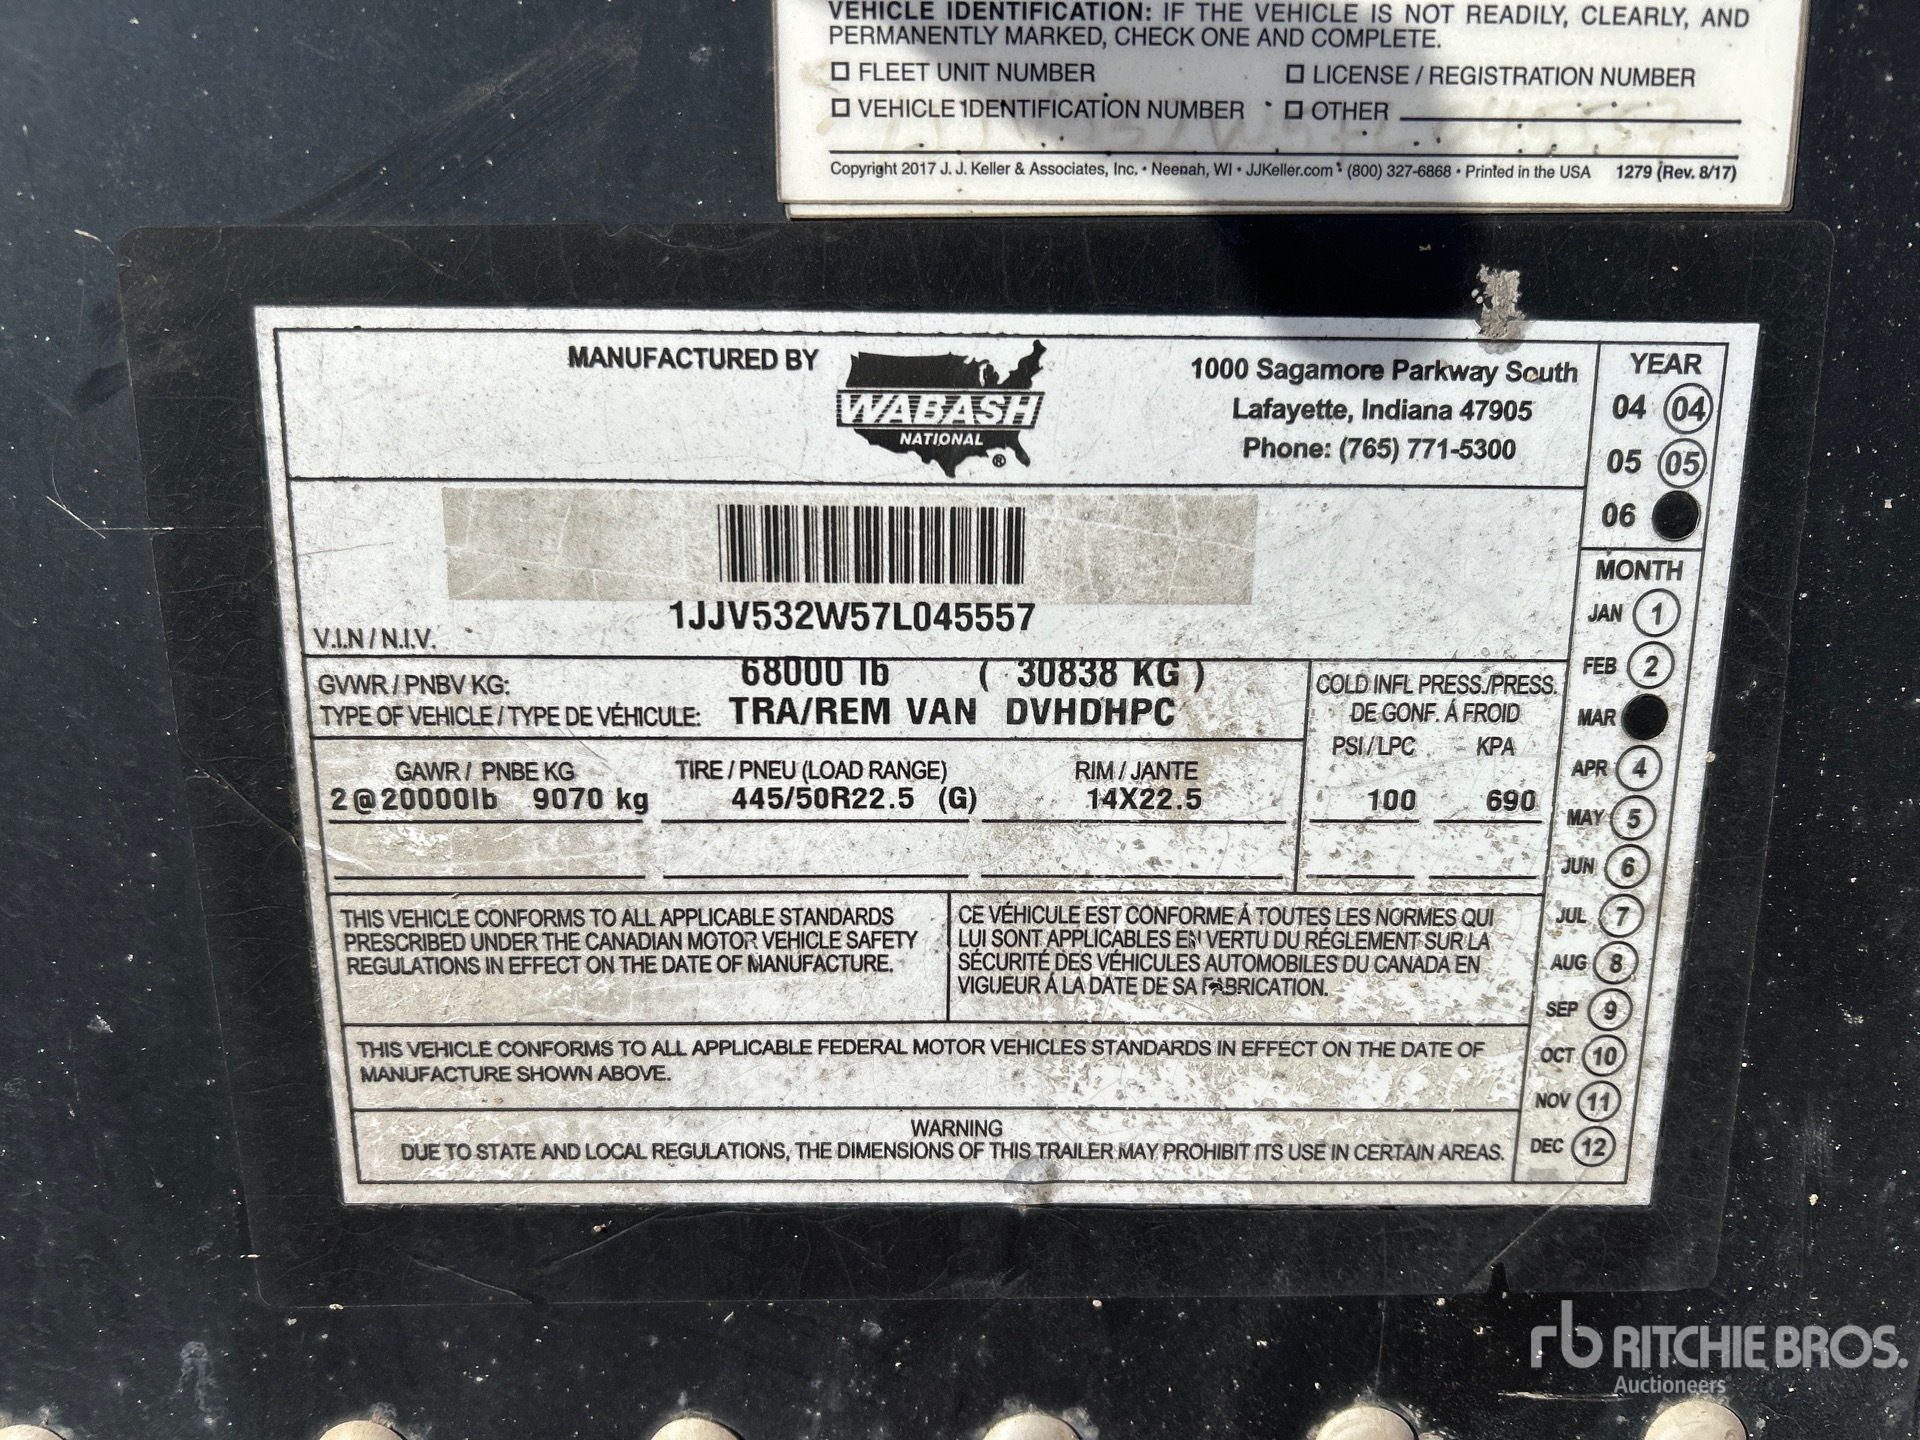 VEHICLE IDENTIFICATION: IF THE VEHICLE IS NOT READILY, CLEARLY, AND
PERMANENTLY MARKED, CHECK ONE AND COMPLETE.
☐ FLEET UNIT NUMBER ☐ LICENSE / REGISTRATION NUMBER
☐ VEHICLE IDENTIFICATION NUMBER ☐ OTHER
Copyright 2017 J. J. Keller & Associates, Inc. • Neenah, WI • JJKeller.com • (800) 327-6868 • Printed in the USA 1279 (Rev. 8/17)
MANUFACTURED BY
WABASH
NATIONAL
®
1000 Sagamore Parkway South
Lafayette, Indiana 47905
Phone: (765) 771-5300
YEAR
04 04
05 05
06
1JJV532W57L045557
V.I.N / N.I.V.
GVWR / PNBV KG: 68000 lb ( 30838 KG )
TYPE OF VEHICLE / TYPE DE VÉHICULE: TRA/REM VAN DVHDHPC
COLD INFL PRESS./PRESS.
DE GONF. Á FROID
PSI / LPC KPA
GAWR / PNBE KG TIRE / PNEU (LOAD RANGE) RIM / JANTE
2@20000lb 9070 kg 445/50R22.5 (G) 14X22.5 100 690
MONTH
JAN 1
FEB 2
MAR
APR 4
MAY 5
JUN 6
JUL 7
AUG 8
SEP 9
OCT 10
NOV 11
DEC 12
THIS VEHICLE CONFORMS TO ALL APPLICABLE STANDARDS
PRESCRIBED UNDER THE CANADIAN MOTOR VEHICLE SAFETY
REGULATIONS IN EFFECT ON THE DATE OF MANUFACTURE.
CE VÉHICULE EST CONFORME Á TOUTES LES NORMES QUI
LUI SONT APPLICABLES EN VERTU DU RÉGLEMENT SUR LA
SÉCURITÉ DES VÉHICULES AUTOMOBILES DU CANADA EN
VIGUEUR Á LA DATE DE SA FABRICATION.
THIS VEHICLE CONFORMS TO ALL APPLICABLE FEDERAL MOTOR VEHICLES STANDARDS IN EFFECT ON THE DATE OF
MANUFACTURE SHOWN ABOVE.
WARNING
DUE TO STATE AND LOCAL REGULATIONS, THE DIMENSIONS OF THIS TRAILER MAY PROHIBIT ITS USE IN CERTAIN AREAS.
rb RITCHIE BROS.
Auctioneers